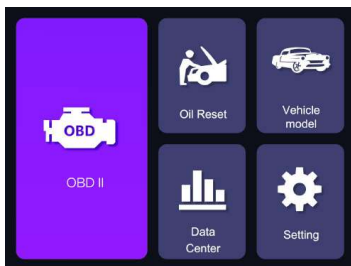 OBD
OBD II
Oil Reset
Vehicle
model
Data
Center
Setting